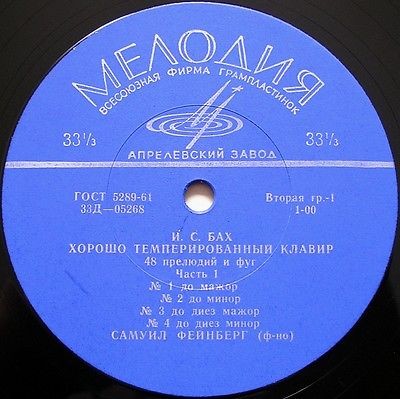 МЕЛОДИЯ
ВСЕСОЮЗНАЯ ФИРМА ГРАМПЛАСТИНОК
33⅓ 33⅓
АПРЕЛЕВСКИЙ ЗАВОД
ГОСТ 5289-61 Вторая гр.-1
33Д—05268 1-00
И. С. БАХ
ХОРОШО ТЕМПЕРИРОВАННЫЙ КЛАВИР
48 прелюдий и фуг
Часть 1
№ 1 до мажор
№ 2 до минор
№ 3 до диез мажор
№ 4 до диез минор
САМУИЛ ФЕЙНБЕРГ (ф-но)